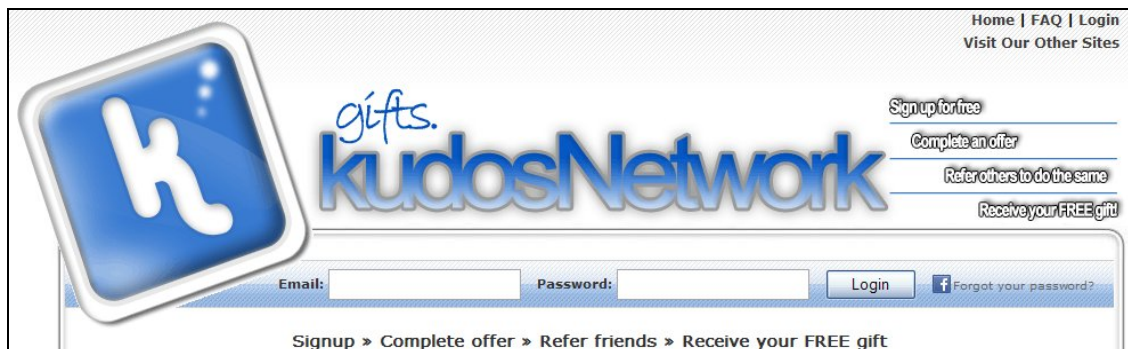 Home | FAQ | Login
Visit Our Other Sites
k
gifts.
kudosNetwork
Sign up for free
Complete an offer
Refer others to do the same
Receive your FREE gift!
Email:
Password:
Login
f Forgot your password?
Signup » Complete offer » Refer friends » Receive your FREE gift